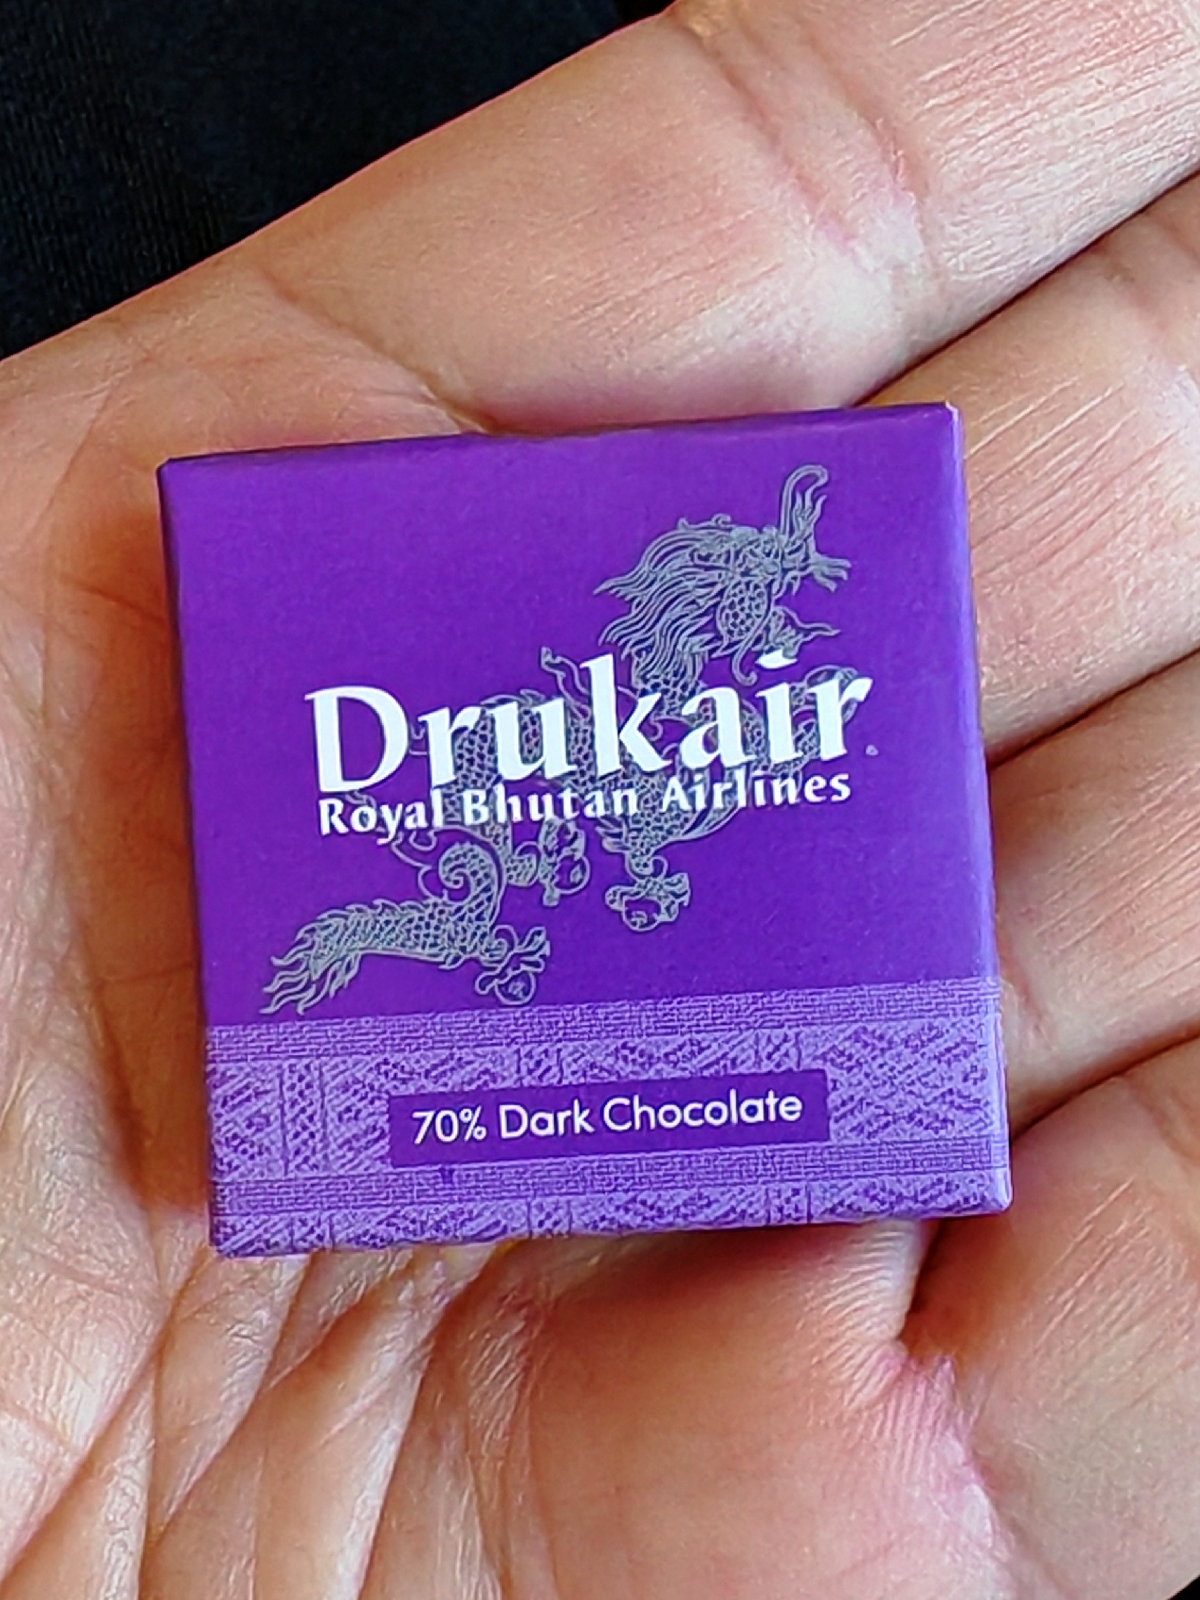 Drukair
Royal Bhutan Airlines
70% Dark Chocolate